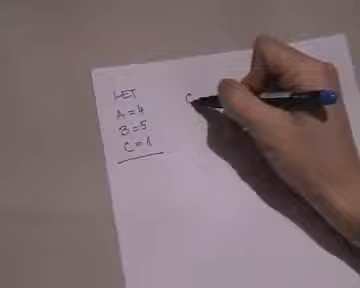 LET
A = 4
B = 5
C = 1
C